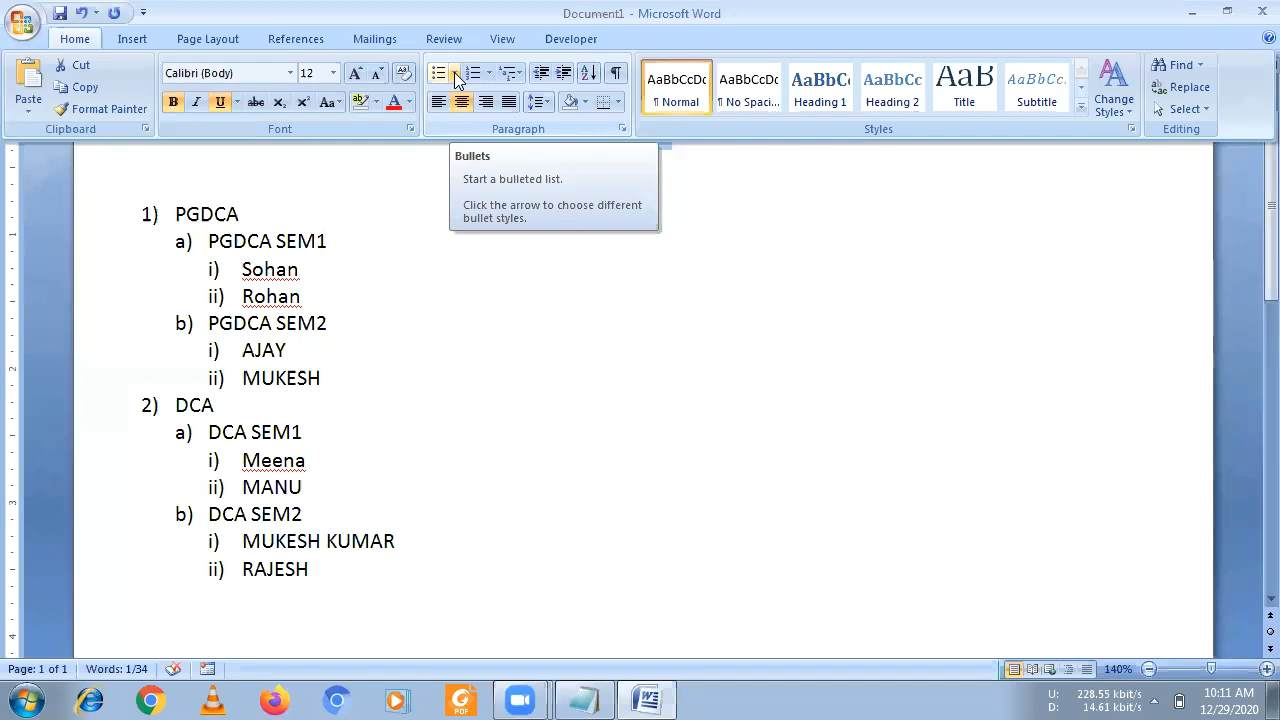 Document1 - Microsoft Word
Home Insert Page Layout References Mailings Review View Developer
Cut
Copy
Format Painter
Paste
Clipboard
Calibri (Body) 12
Font
Paragraph
AaBbCcDc AaBbCcDc AaBbCc AaBbCc AaB AaBbCc.
¶ Normal ¶ No Spaci... Heading 1 Heading 2 Title Subtitle
Change Styles
Styles
Find
Replace
Select
Editing
Bullets
Start a bulleted list.
Click the arrow to choose different
bullet styles.
1) PGDCA
a) PGDCA SEM1
i) Sohan
ii) Rohan
b) PGDCA SEM2
i) AJAY
ii) MUKESH
2) DCA
a) DCA SEM1
i) Meena
ii) MANU
b) DCA SEM2
i) MUKESH KUMAR
ii) RAJESH
Page: 1 of 1 Words: 1/34 140%
U: 228.55 kbit/s
D: 14.61 kbit/s
10:11 AM
12/29/2020